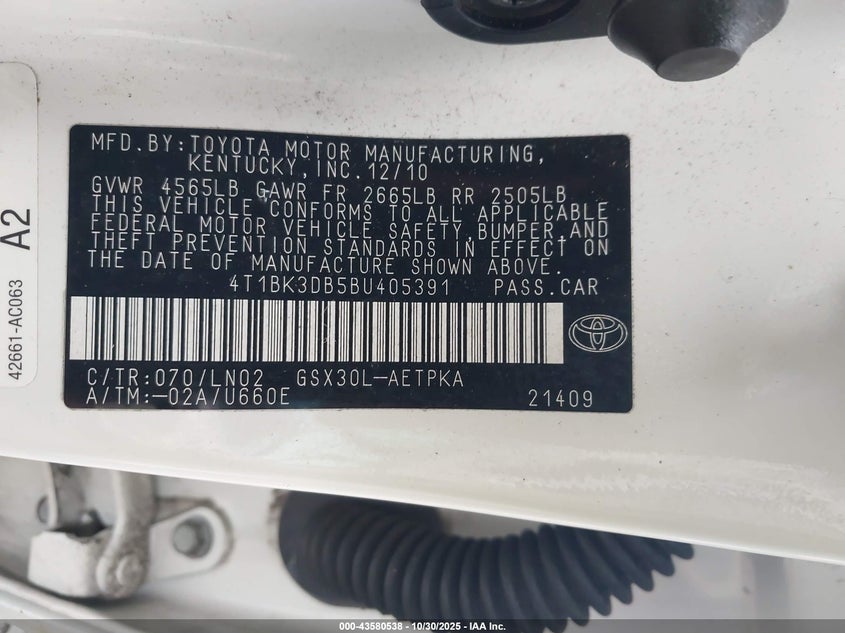 MFD.BY:TOYOTA MOTOR MANUFACTURING,
KENTUCKY, INC.12/10
GVWR 4565LB GAWR FR 2665LB RR 2505LB
THIS VEHICLE CONFORMS TO ALL APPLICABLE
FEDERAL MOTOR VEHICLE SAFETY,BUMPER,AND
THEFT PREVENTION STANDARDS IN EFFECT ON
THE DATE OF MANUFACTURE SHOWN ABOVE.
4T1BK3DB5BU405391 PASS.CAR
C/TR:070/LN02 GSX30L-AETPKA
A/TM:-02A/U660E 21409
42661-AC063 A2
000-43580538 - 10/30/2025 - IAA Inc.